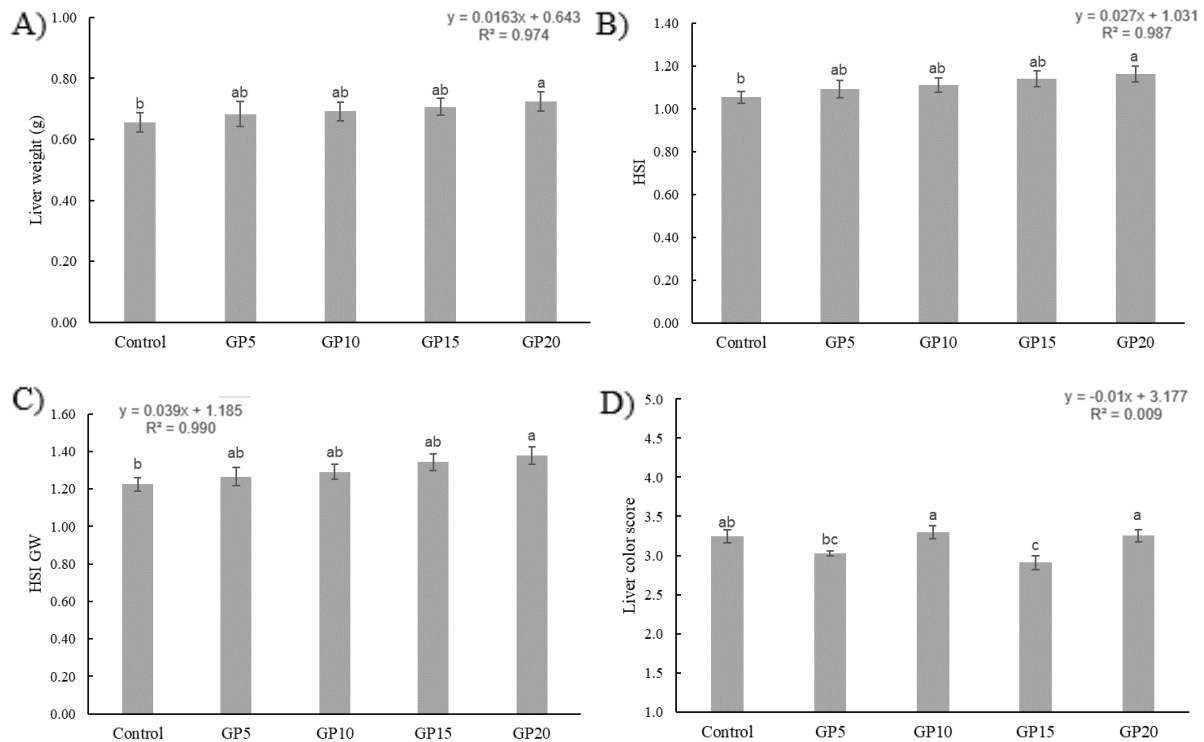 A)
y = 0.0163x + 0.643
R² = 0.974
Liver weight (g)
1.00
0.80
0.60
0.40
0.20
0.00
b
ab
ab
ab
a
Control GP5 GP10 GP15 GP20
B)
y = 0.027x + 1.031
R² = 0.987
HSI
1.40
1.20
1.00
0.80
0.60
0.40
0.20
0.00
b
ab
ab
ab
a
Control GP5 GP10 GP15 GP20
C)
y = 0.039x + 1.185
R² = 0.990
HSI GW
1.60
1.40
1.20
1.00
0.80
0.60
0.40
0.20
0.00
b
ab
ab
ab
a
Control GP5 GP10 GP15 GP20
D)
y = -0.01x + 3.177
R² = 0.009
Liver color score
5.0
4.5
4.0
3.5
3.0
2.5
2.0
1.5
1.0
ab
bc
a
c
a
Control GP5 GP10 GP15 GP20